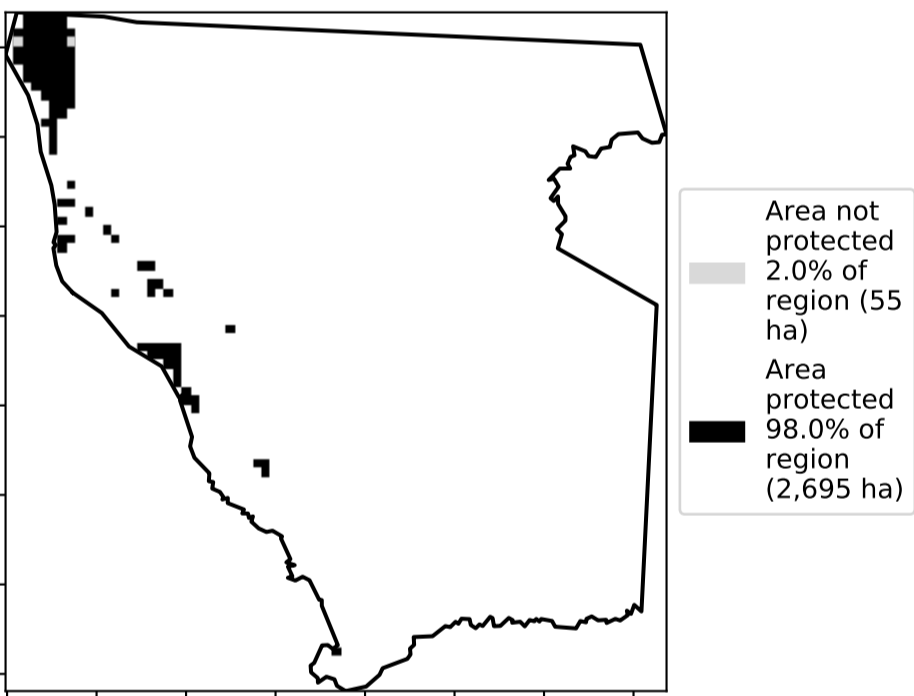 Area not
protected
2.0% of
region (55
ha)
Area
protected
98.0% of
region
(2,695 ha)